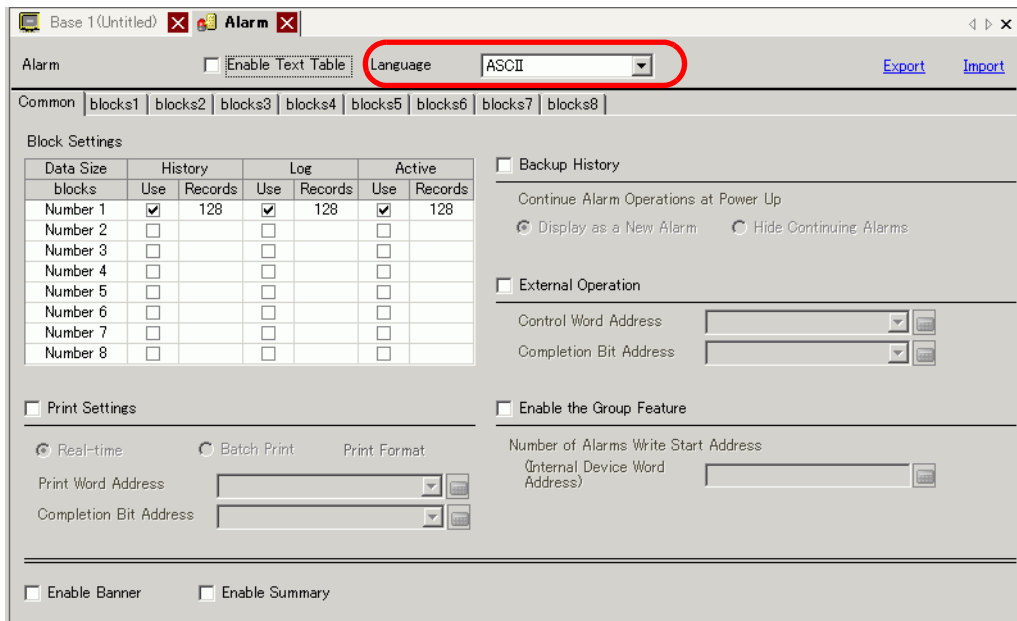 Base 1(Untitled) Alarm
Alarm Enable Text Table Language ASCII Export Import
Common blocks1 blocks2 blocks3 blocks4 blocks5 blocks6 blocks7 blocks8
Block Settings
Data Size History Log Active
blocks Use Records Use Records Use Records
Number 1 128 128 128
Number 2
Number 3
Number 4
Number 5
Number 6
Number 7
Number 8
Backup History
Continue Alarm Operations at Power Up
Display as a New Alarm Hide Continuing Alarms
External Operation
Control Word Address
Completion Bit Address
Print Settings
Real-time Batch Print Print Format
Print Word Address
Completion Bit Address
Enable the Group Feature
Number of Alarms Write Start Address
(Internal Device Word
Address)
Enable Banner Enable Summary